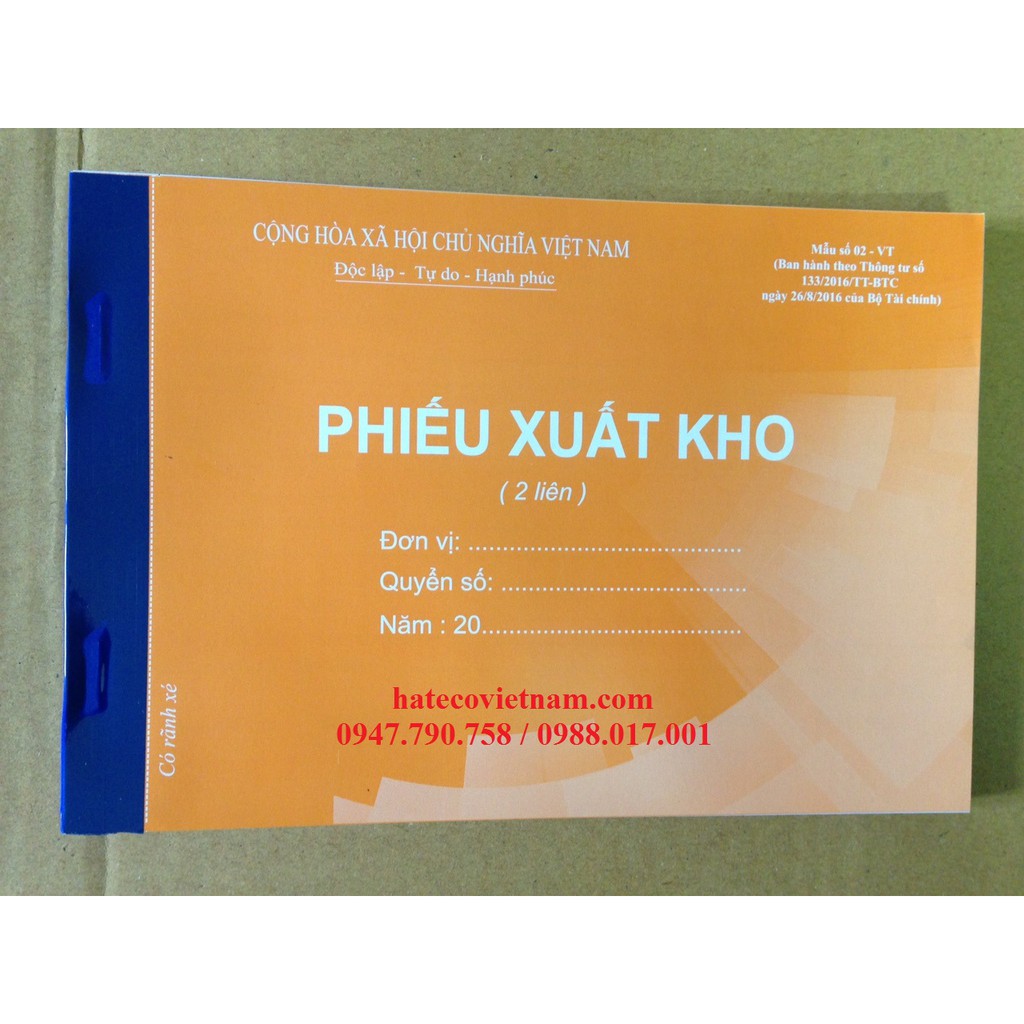 CỘNG HÒA XÃ HỘI CHỦ NGHĨA VIỆT NAM
Độc lập - Tự do - Hạnh phúc
Mẫu số 02 - VT
(Ban hành theo Thông tư số
133/2016/TT-BTC
ngày 26/8/2016 của Bộ Tài chính)
PHIẾU XUẤT KHO
( 2 liên )
Đơn vị: .........................................
Quyển số: .....................................
Năm : 20.......................................
Có rãnh xé
hatecovietnam.com
0947.790.758 / 0988.017.001